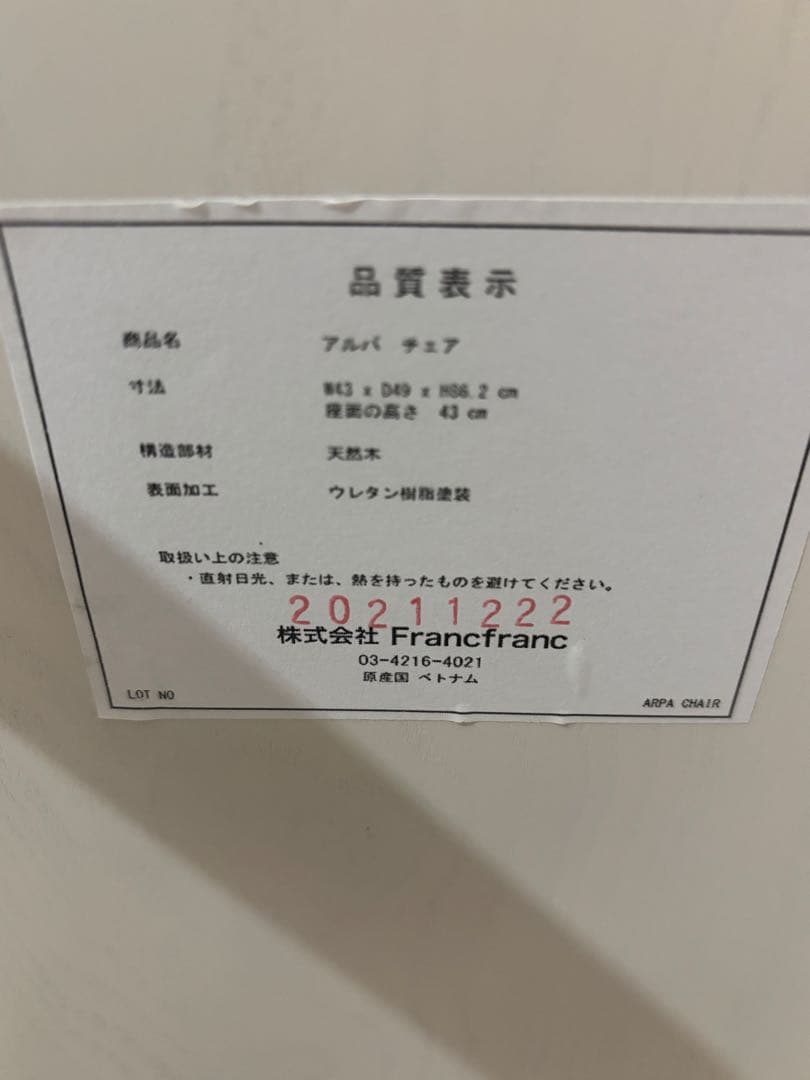 品質表示
商品名 アルパ チェア
寸法 W43 x D49 x H86.2 cm
座面の高さ 43 cm
構造部材 天然木
表面加工 ウレタン樹脂塗装
取扱い上の注意
・直射日光、または、熱を持ったものを避けてください。
20211222
株式会社 Francfranc
03-4216-4021
原産国 ベトナム
LOT NO ARPA CHAIR